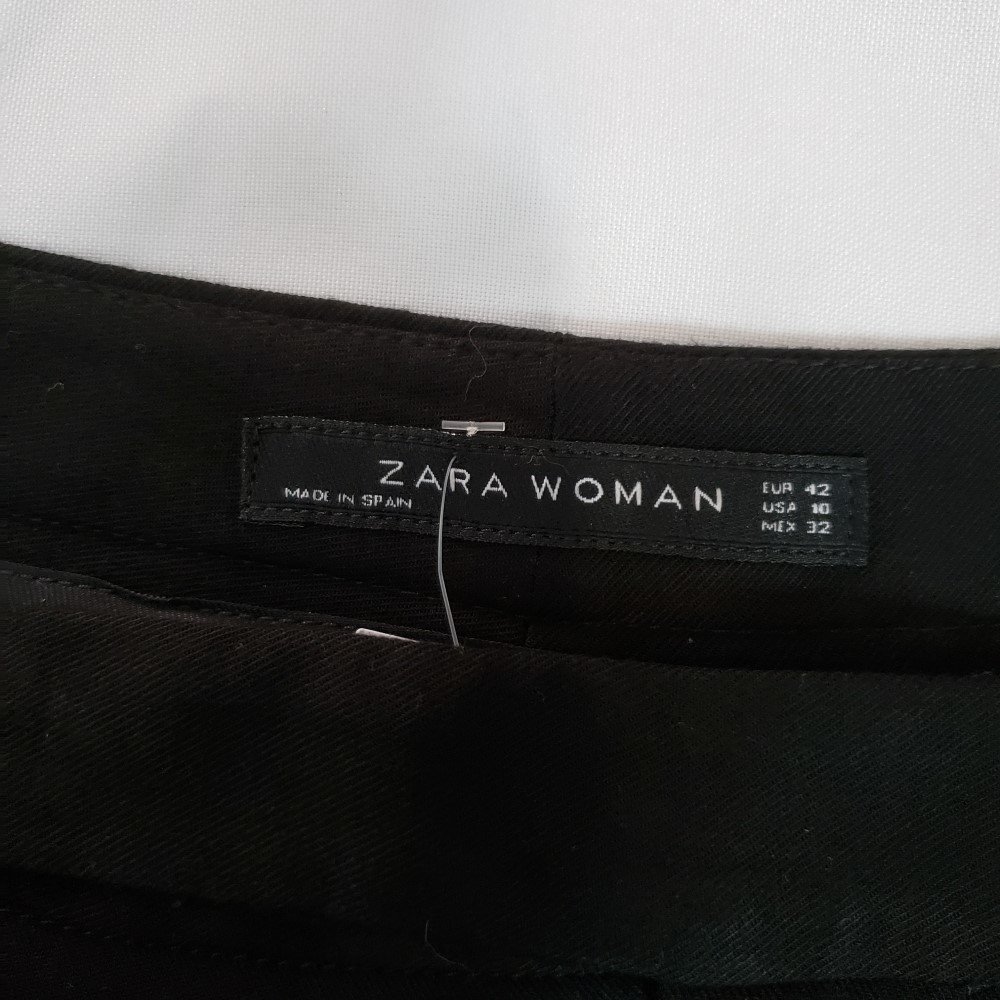 ZARA WOMAN
MADE IN SPAIN
EUR 42
USA 10
MEX 32